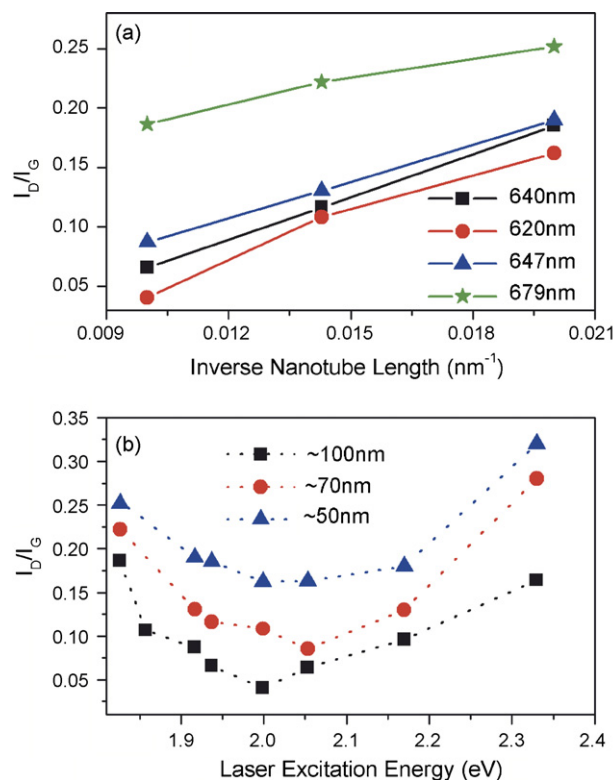 (a)
0.25
0.20
0.15
0.10
0.05
I_D/I_G
640nm
620nm
647nm
679nm
0.009 0.012 0.015 0.018 0.021
Inverse Nanotube Length (nm⁻¹)
(b)
0.35
0.30
0.25
0.20
0.15
0.10
0.05
I_D/I_G
~100nm
~70nm
~50nm
1.9 2.0 2.1 2.2 2.3 2.4
Laser Excitation Energy (eV)